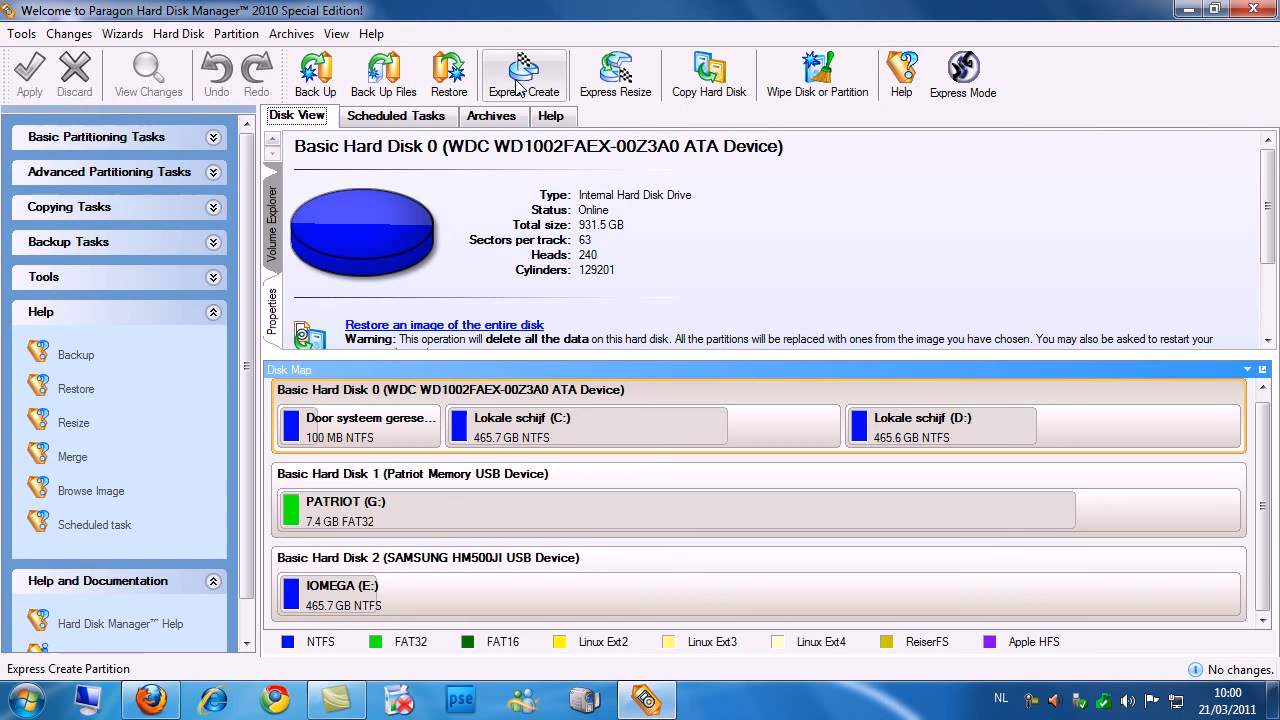 Welcome to Paragon Hard Disk Manager™ 2010 Special Edition!
Tools Changes Wizards Hard Disk Partition Archives View Help
Apply Discard View Changes Undo Redo Back Up Back Up Files Restore Express Create Express Resize Copy Hard Disk Wipe Disk or Partition Help Express Mode
Basic Partitioning Tasks
Advanced Partitioning Tasks
Copying Tasks
Backup Tasks
Tools
Help
Backup
Restore
Resize
Merge
Browse Image
Scheduled task
Help and Documentation
Hard Disk Manager™ Help
Disk View Scheduled Tasks Archives Help
Volume Explorer
Properties
Basic Hard Disk 0 (WDC WD1002FAEX-00Z3A0 ATA Device)
Type: Internal Hard Disk Drive
Status: Online
Total size: 931.5 GB
Sectors per track: 63
Heads: 240
Cylinders: 129201
Restore an image of the entire disk
Warning: This operation will delete all the data on this hard disk. All the partitions will be replaced with ones from the image you have chosen. You may also be asked to restart your
Disk Map
Basic Hard Disk 0 (WDC WD1002FAEX-00Z3A0 ATA Device)
Door systeem gerese... Lokale schijf (C:) Lokale schijf (D:)
100 MB NTFS 465.7 GB NTFS 465.6 GB NTFS
Basic Hard Disk 1 (Patriot Memory USB Device)
PATRIOT (G:)
7.4 GB FAT32
Basic Hard Disk 2 (SAMSUNG HM500JI USB Device)
IOMEGA (E:)
465.7 GB NTFS
NTFS FAT32 FAT16 Linux Ext2 Linux Ext3 Linux Ext4 ReiserFS Apple HFS
Express Create Partition No changes.
pse NL 10:00
21/03/2011